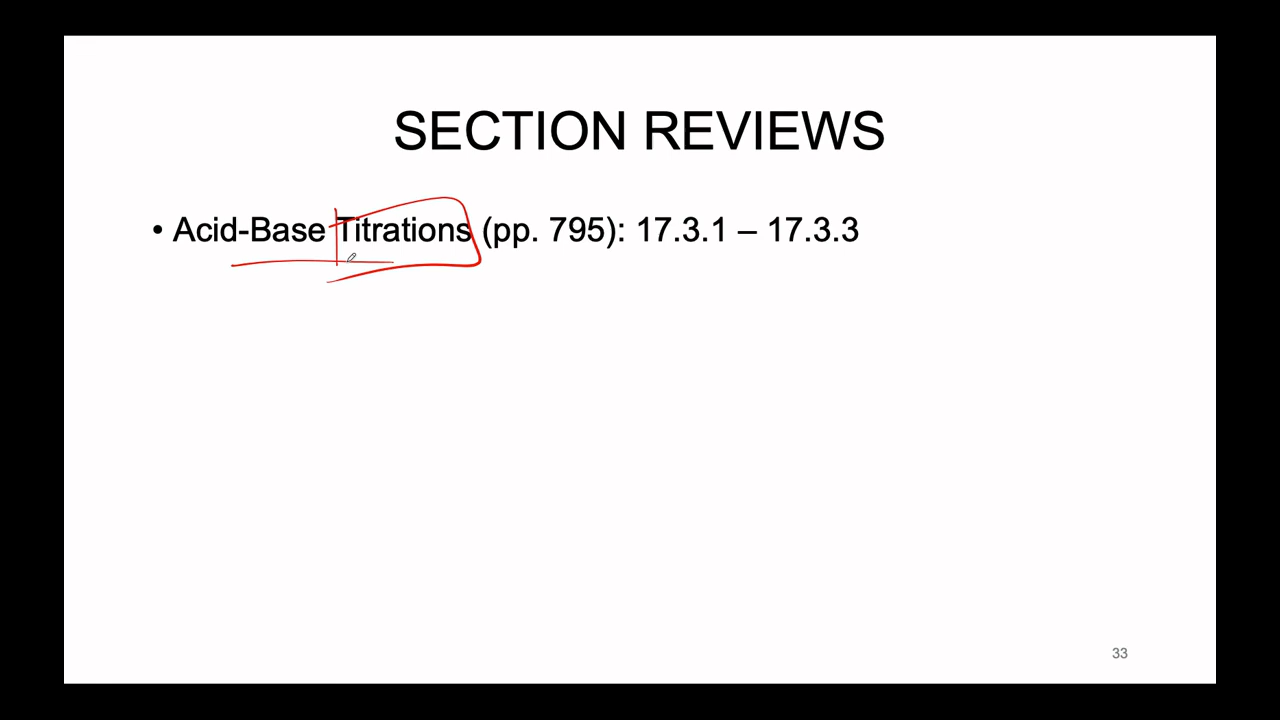 SECTION REVIEWS
• Acid-Base Titrations (pp. 795): 17.3.1 – 17.3.3
33